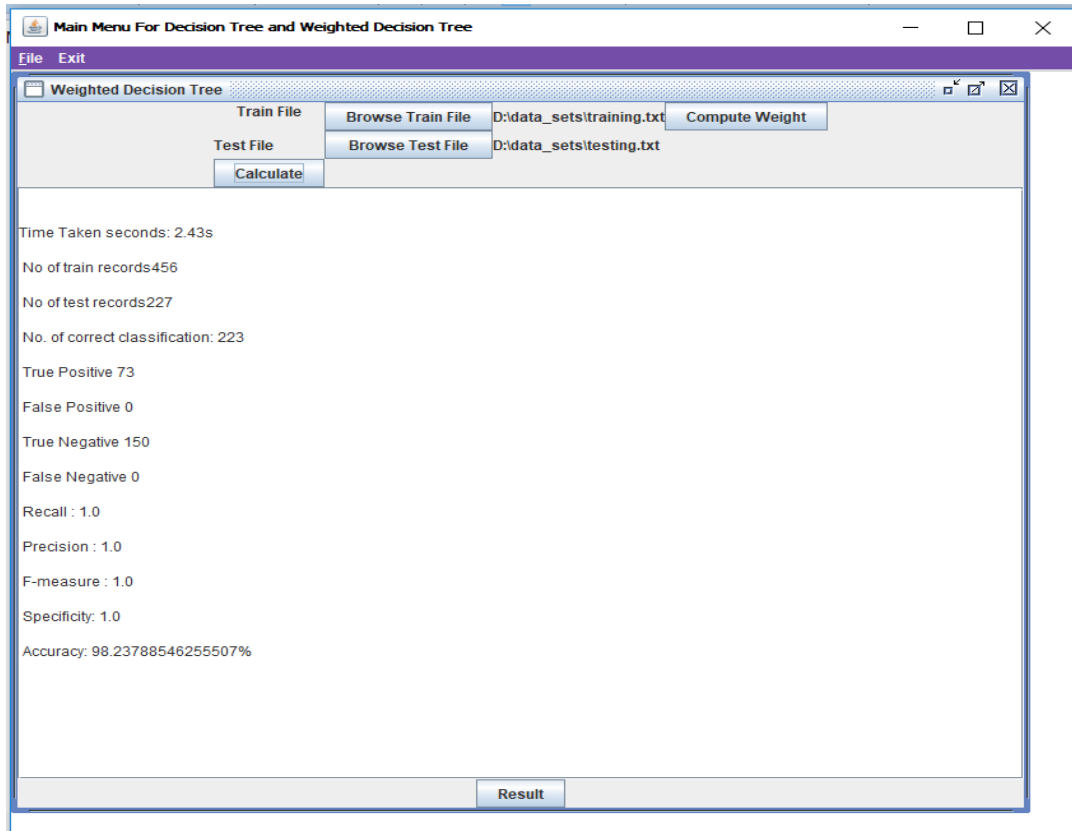 Main Menu For Decision Tree and Weighted Decision Tree
File Exit
Weighted Decision Tree
Train File Browse Train File D:\data_sets\training.txt Compute Weight
Test File Browse Test File D:\data_sets\testing.txt
Calculate
Time Taken seconds: 2.43s
No of train records456
No of test records227
No. of correct classification: 223
True Positive 73
False Positive 0
True Negative 150
False Negative 0
Recall : 1.0
Precision : 1.0
F-measure : 1.0
Specificity: 1.0
Accuracy: 98.23788546255507%
Result